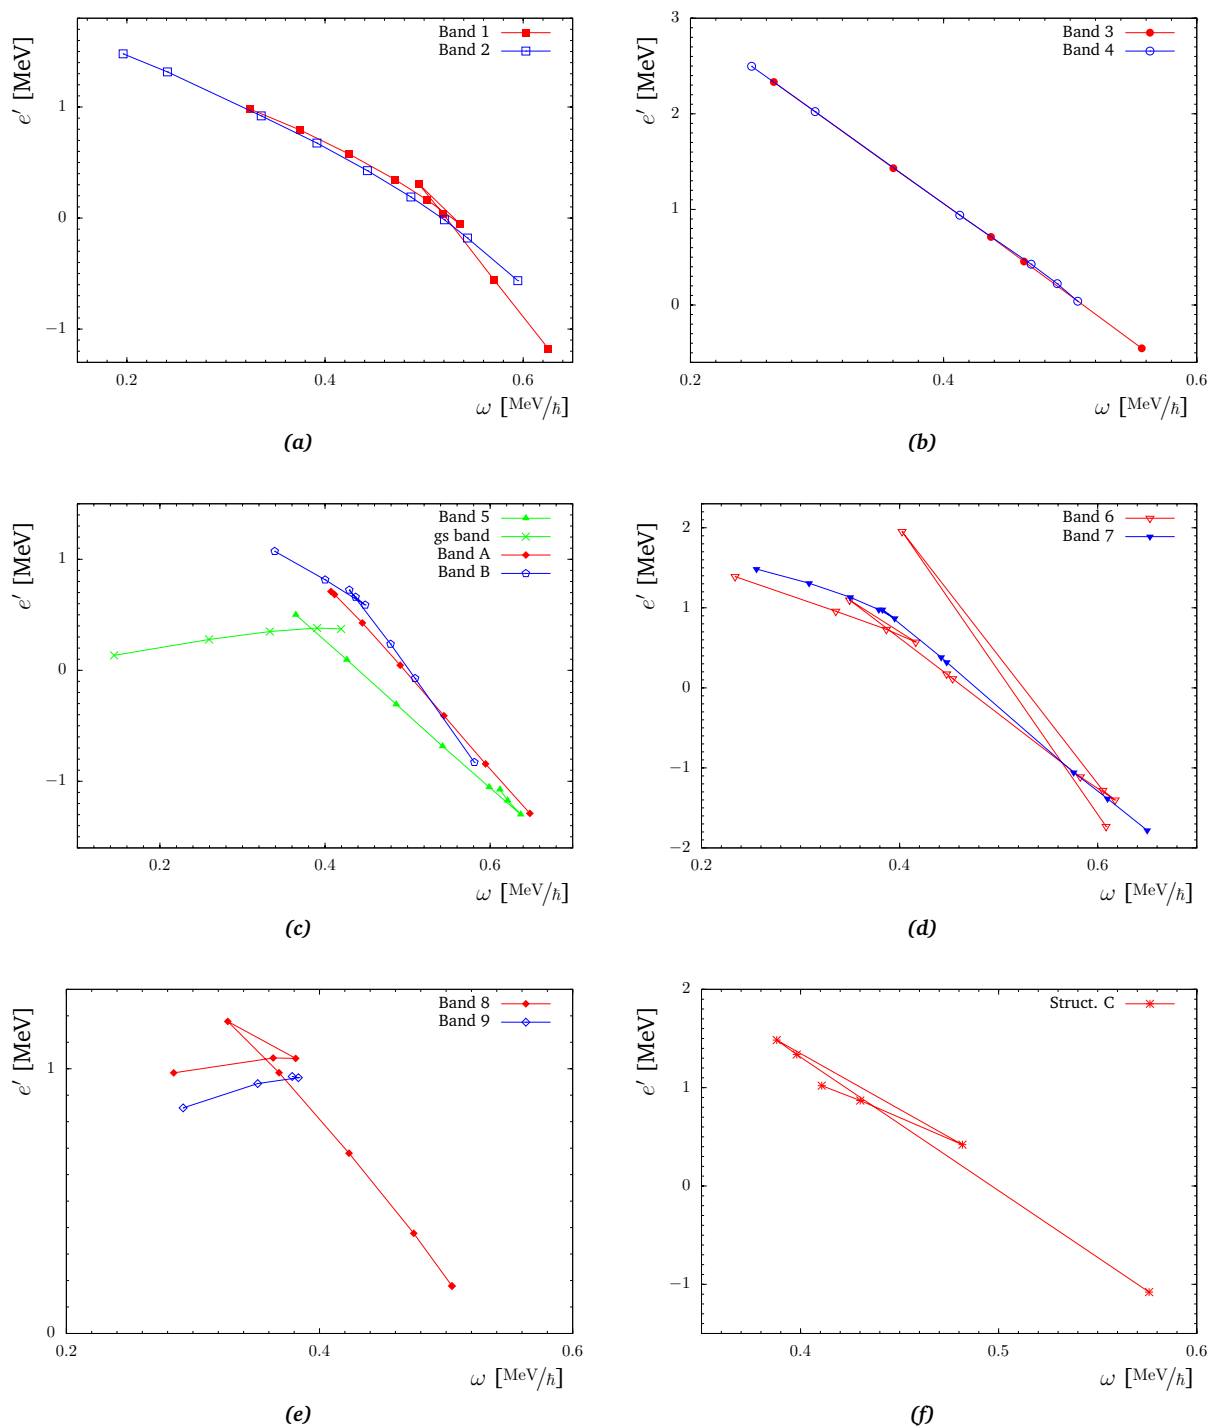 Band 1
Band 2
1
0
−1
0.2
0.4
0.6
e′ [MeV]
ω [MeV/ħ]
(a)
Band 3
Band 4
3
2
1
0
0.2
0.4
0.6
e′ [MeV]
ω [MeV/ħ]
(b)
Band 5
gs band
Band A
Band B
1
0
−1
0.2
0.4
0.6
e′ [MeV]
ω [MeV/ħ]
(c)
Band 6
Band 7
2
1
0
−1
−2
0.2
0.4
0.6
e′ [MeV]
ω [MeV/ħ]
(d)
Band 8
Band 9
1
0
0.2
0.4
0.6
e′ [MeV]
ω [MeV/ħ]
(e)
Struct. C
2
1
0
−1
0.4
0.5
0.6
e′ [MeV]
ω [MeV/ħ]
(f)